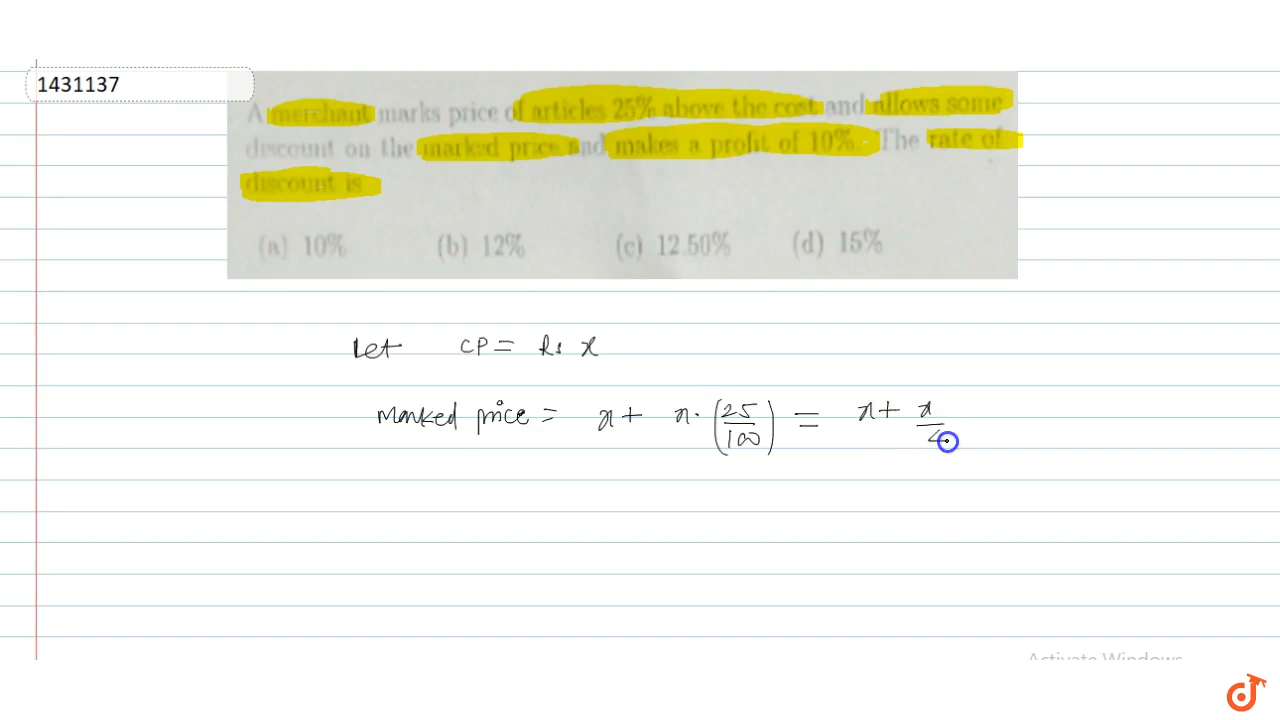 1431137
A merchant marks price of articles 25% above the cost and allows some
discount on the marked price and makes a profit of 10%. The rate of
discount is
(a) 10% (b) 12% (c) 12.50% (d) 15%
Let CP = Rs x
Marked price = x + x · (25/100) = x + x/4
Activate Windows